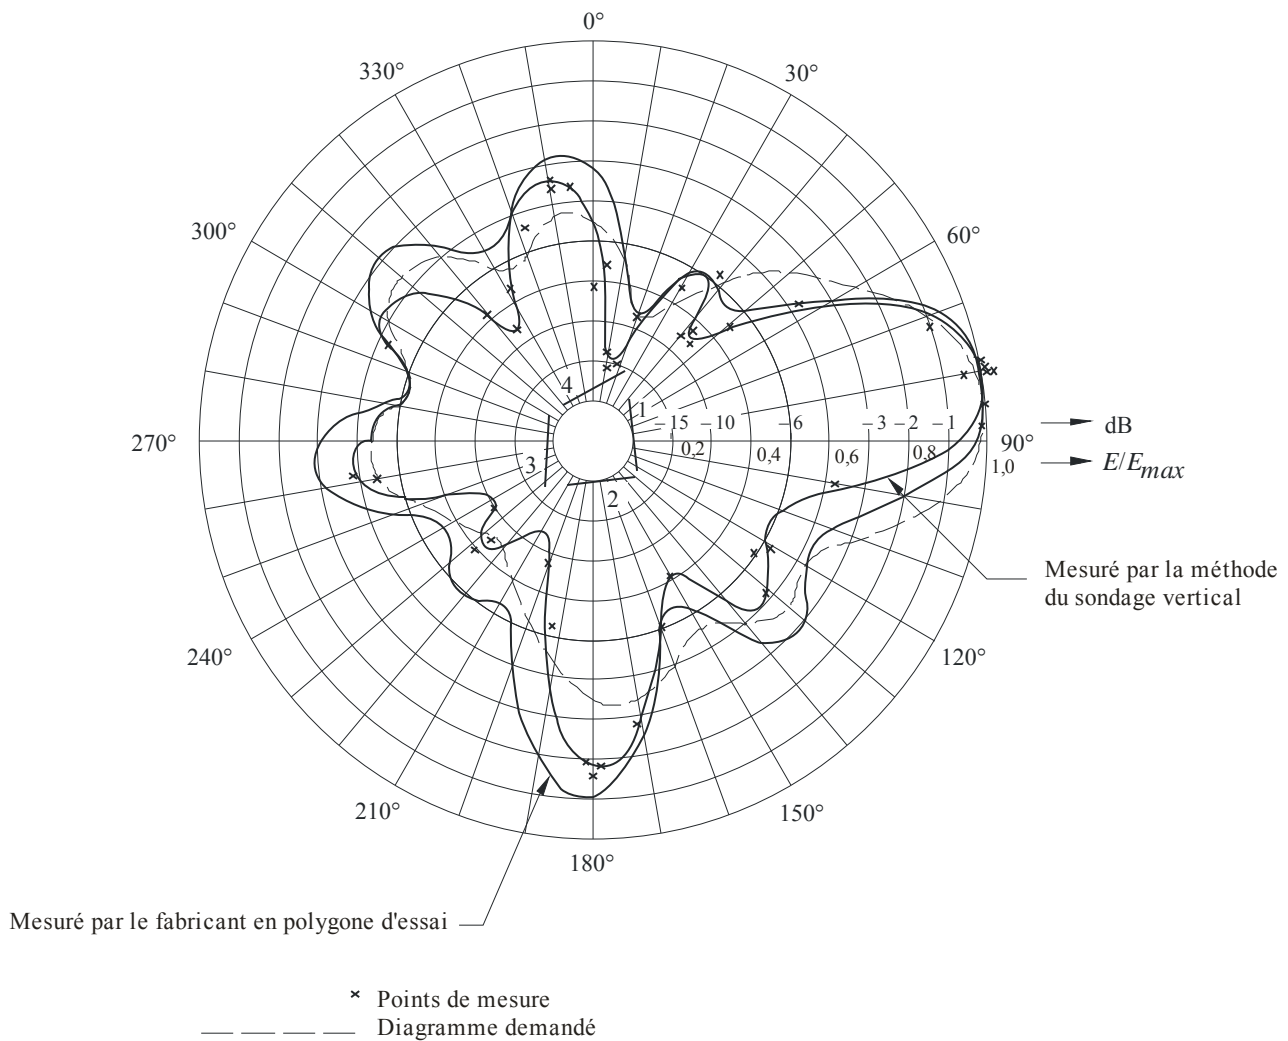 0°
330°
30°
300°
60°
4
1
−15 −10 −6 −3 −2 −1
dB
270°
90°
0,2 0,4 0,6 0,8 1,0
E/Emax
3
2
Mesuré par la méthode
du sondage vertical
240°
120°
210°
150°
180°
Mesuré par le fabricant en polygone d'essai
× Points de mesure
Diagramme demandé